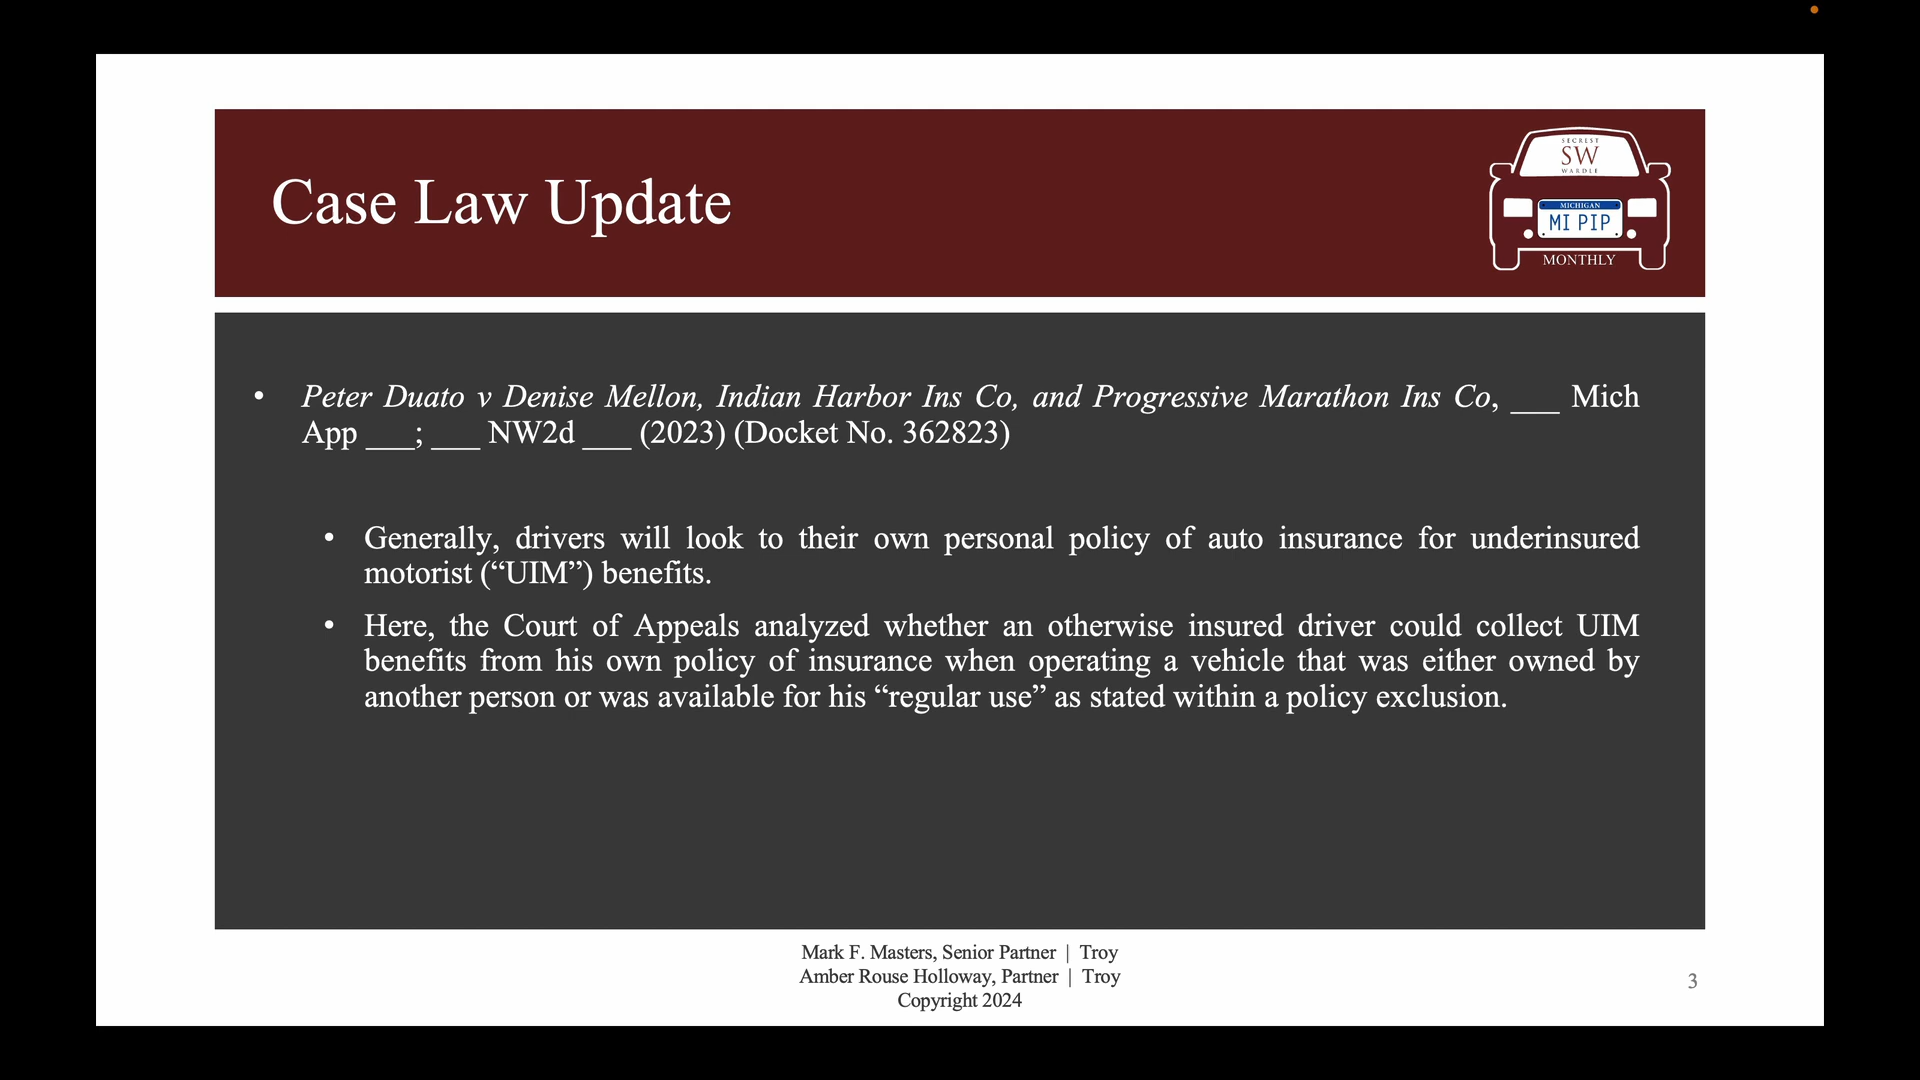 Case Law Update
SECREST
SW
WARDLE
MICHIGAN
MI PIP
MONTHLY
• Peter Duato v Denise Mellon, Indian Harbor Ins Co, and Progressive Marathon Ins Co, ___ Mich
App ___; ___ NW2d ___ (2023) (Docket No. 362823)
• Generally, drivers will look to their own personal policy of auto insurance for underinsured
motorist (“UIM”) benefits.
• Here, the Court of Appeals analyzed whether an otherwise insured driver could collect UIM
benefits from his own policy of insurance when operating a vehicle that was either owned by
another person or was available for his “regular use” as stated within a policy exclusion.
Mark F. Masters, Senior Partner | Troy
Amber Rouse Holloway, Partner | Troy
Copyright 2024
3